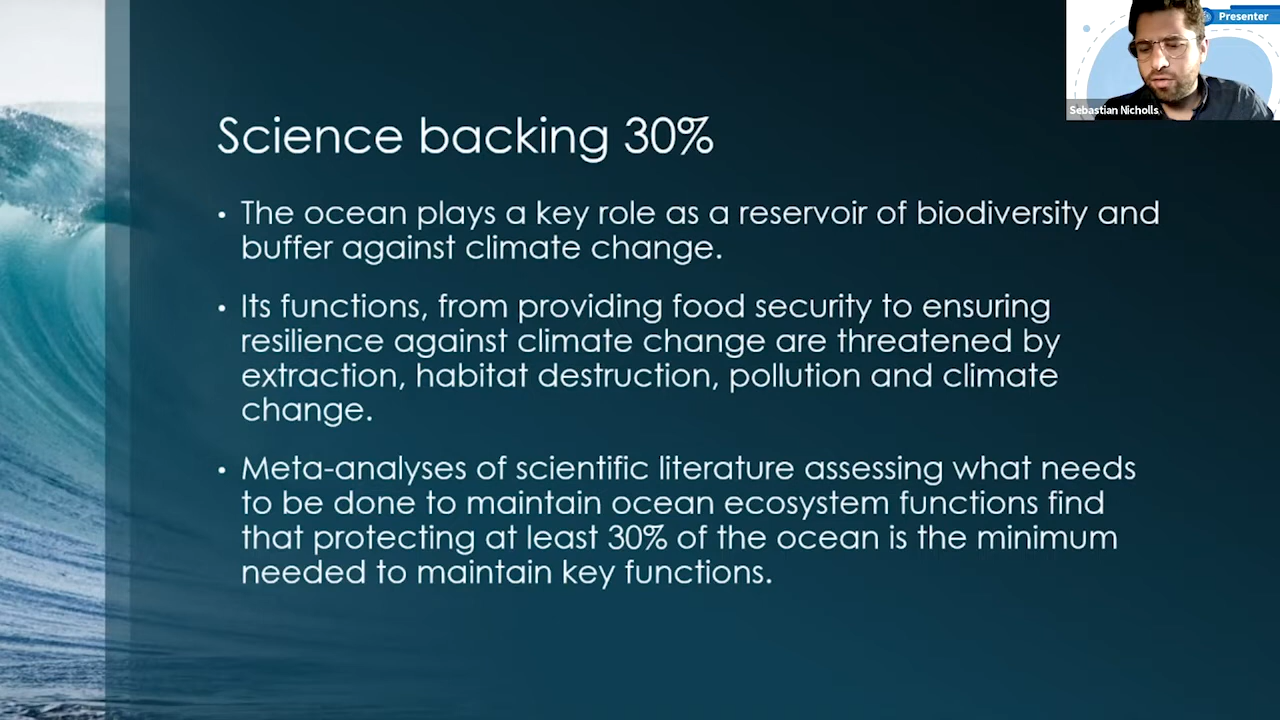 Presenter
Sebastian Nicholls
Science backing 30%
• The ocean plays a key role as a reservoir of biodiversity and
buffer against climate change.
• Its functions, from providing food security to ensuring
resilience against climate change are threatened by
extraction, habitat destruction, pollution and climate
change.
• Meta-analyses of scientific literature assessing what needs
to be done to maintain ocean ecosystem functions find
that protecting at least 30% of the ocean is the minimum
needed to maintain key functions.